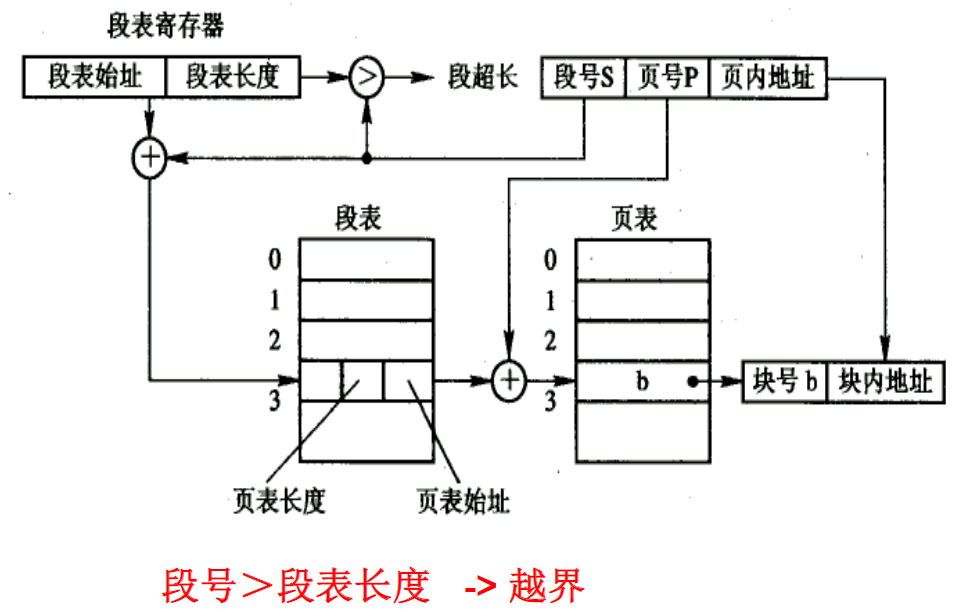 段表寄存器
段表始址 段表长度 > 段超长 段号S 页号P 页内地址
+
段表 页表
0 0
1 1
2 2
3 + 3 b 块号 b 块内地址
页表长度 页表始址
段号＞段表长度 -> 越界